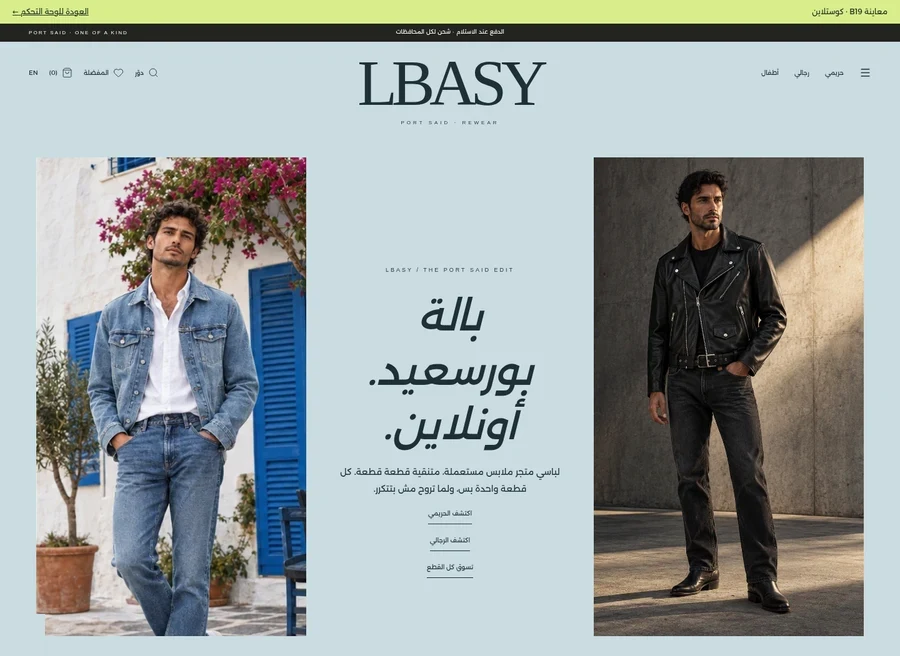 معاينة B19 · كوستلاين
العودة للوحة التحكم ←
الدفع عند الاستلام · شحن لكل المحافظات
PORT SAID · ONE OF A KIND
حريمي
رجالي
أطفال
LBASY
PORT SAID · REWEAR
دوّر
المفضلة
(0)
EN
LBASY / THE PORT SAID EDIT
بالة
بورسعيد.
أونلاين.
لباسي متجر ملابس مستعملة، متنقية قطعة قطعة. كل
قطعة واحدة بس، ولما تروح مش بتتكرر.
اكتشف الحريمي
اكتشف الرجالي
تسوق كل القطع